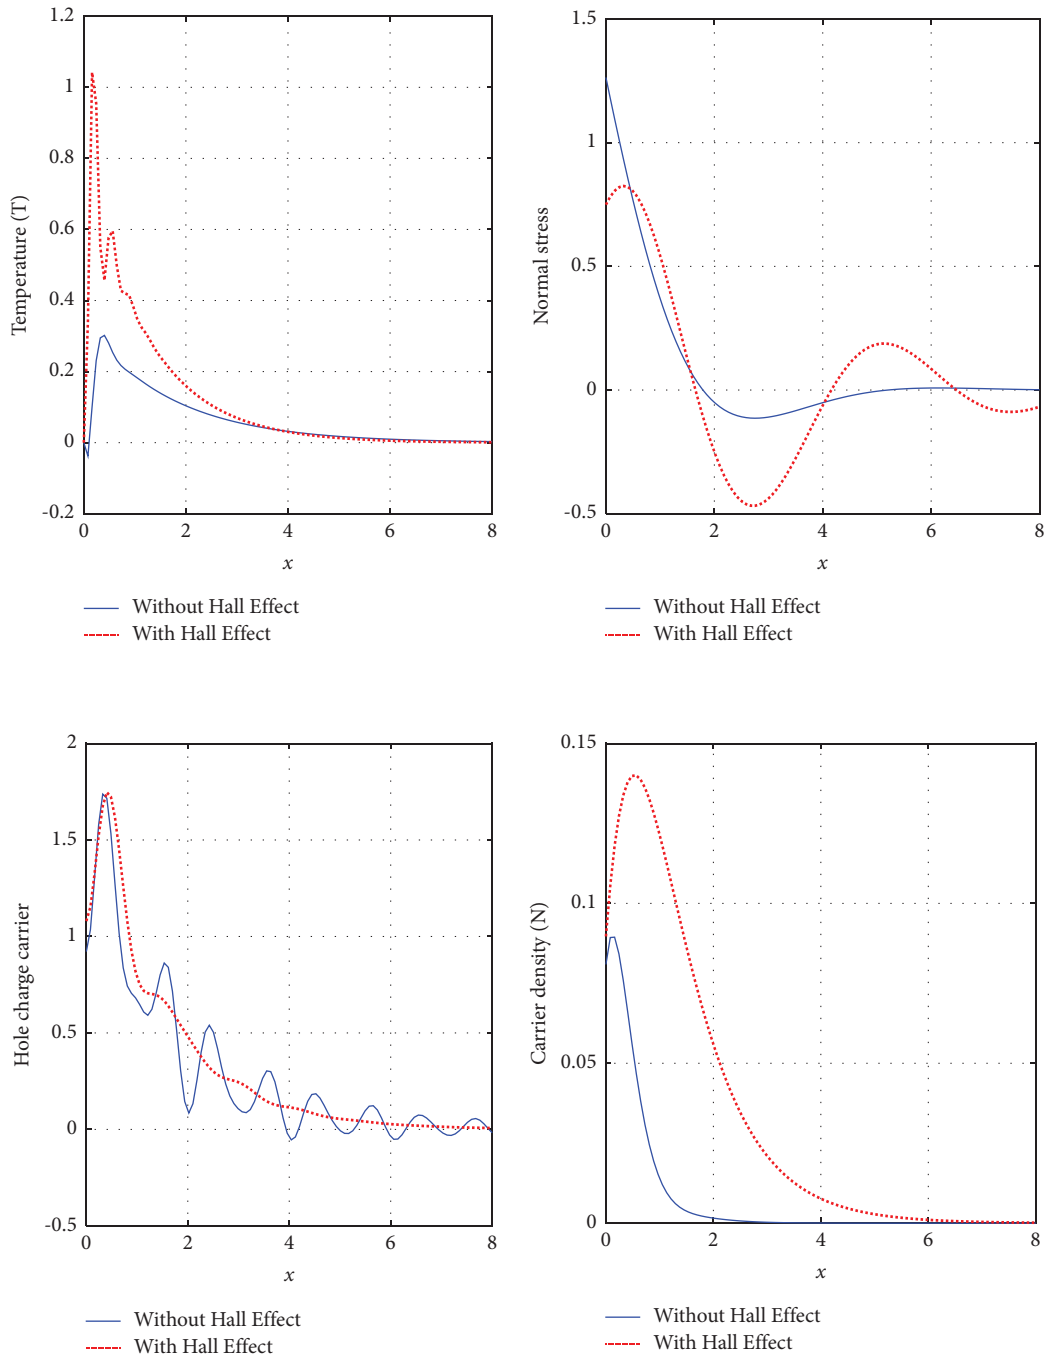 1.2
1
0.8
0.6
0.4
0.2
0
-0.2
Temperature (T)
0 2 4 6 8
x
Without Hall Effect
With Hall Effect
1.5
1
0.5
0
-0.5
Normal stress
0 2 4 6 8
x
Without Hall Effect
With Hall Effect
2
1.5
1
0.5
0
-0.5
Hole charge carrier
0 2 4 6 8
x
Without Hall Effect
With Hall Effect
0.15
0.1
0.05
0
Carrier density (N)
0 2 4 6 8
x
Without Hall Effect
With Hall Effect